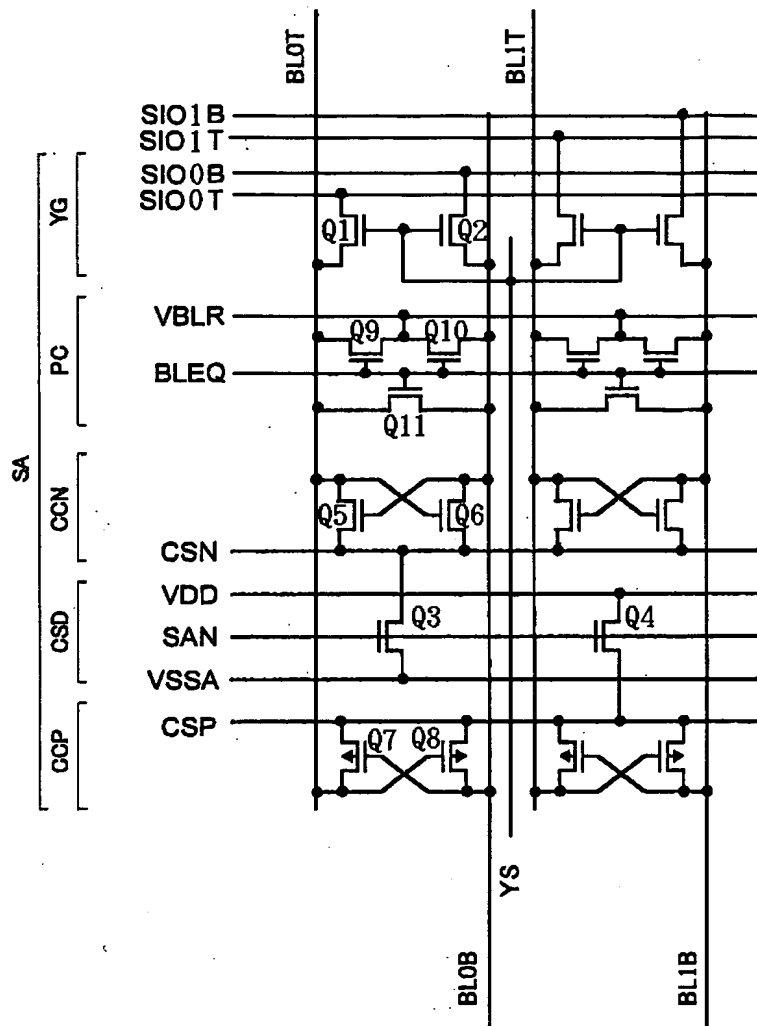 BL0T
BL1T
SIO1B
SIO1T
SIO0B
SIO0T
YG
Q1
Q2
VBLR
Q9
Q10
PC
BLEQ
Q11
SA
CCN
Q5
Q6
CSN
VDD
Q3
Q4
CSD
SAN
VSSA
CSP
CCP
Q7
Q8
YS
BL0B
BL1B